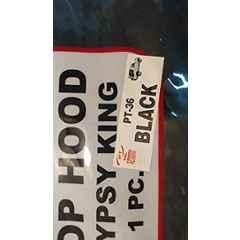 OP HOOD
YPSY KING
1 PC.
PT-36
BLACK